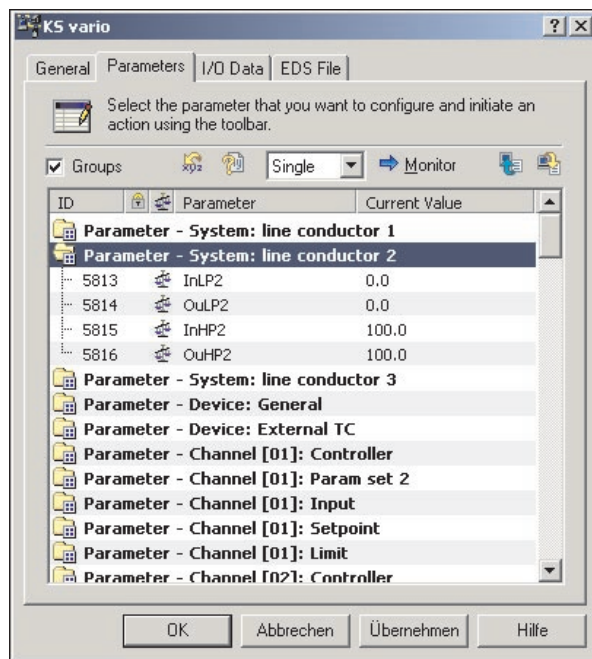 KS vario
General Parameters I/O Data EDS File
Select the parameter that you want to configure and initiate an
action using the toolbar.
Groups Single Monitor
ID Parameter Current Value
Parameter - System: line conductor 1
Parameter - System: line conductor 2
5813 InLP2 0.0
5814 OuLP2 0.0
5815 InHP2 100.0
5816 OuHP2 100.0
Parameter - System: line conductor 3
Parameter - Device: General
Parameter - Device: External TC
Parameter - Channel [01]: Controller
Parameter - Channel [01]: Param set 2
Parameter - Channel [01]: Input
Parameter - Channel [01]: Setpoint
Parameter - Channel [01]: Limit
Parameter - Channel [02]: Controller
OK Abbrechen Übernehmen Hilfe